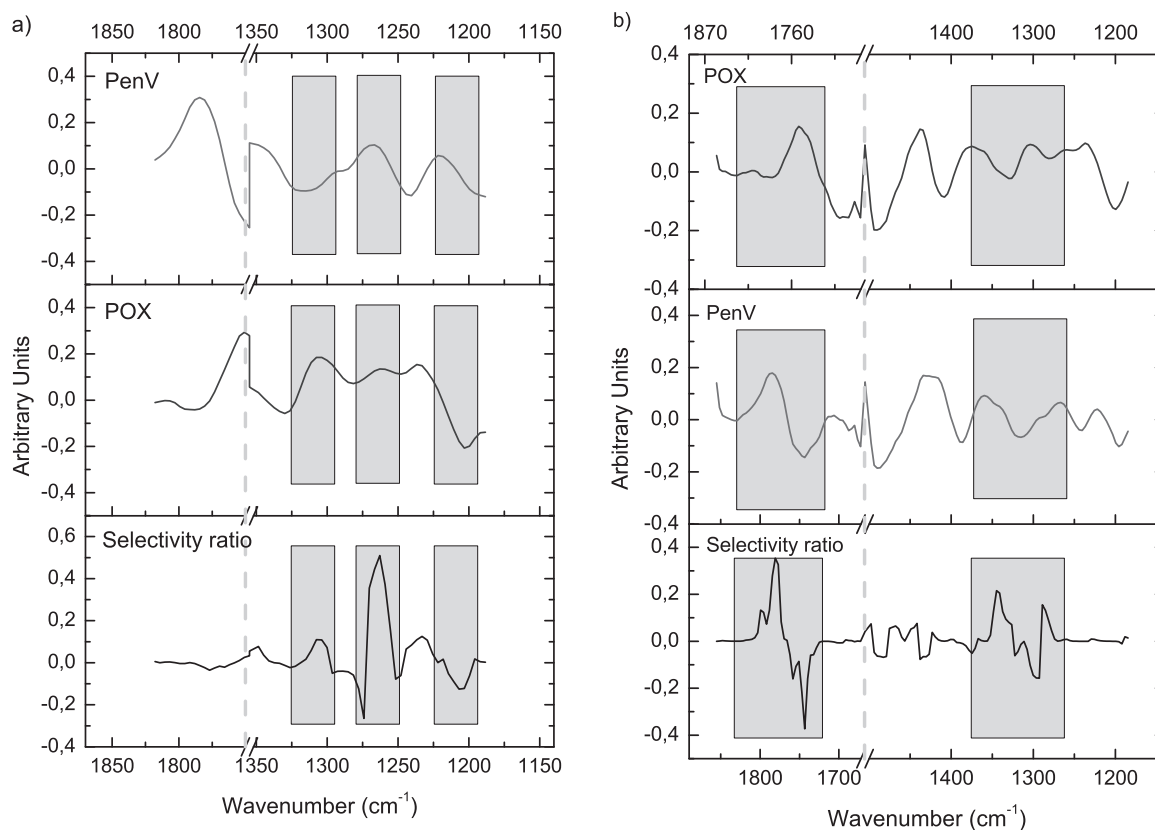 a)
1850 1800 1350 1300 1250 1200 1150
PenV
0,4
0,2
0,0
-0,2
-0,4
POX
0,4
0,2
0,0
-0,2
-0,4
Selectivity ratio
0,6
0,4
0,2
0,0
-0,2
-0,4
1850 1800 1350 1300 1250 1200 1150
Arbitrary Units
Wavenumber (cm-1)
b)
1870 1760 1400 1300 1200
0,4
POX
0,2
0,0
-0,2
-0,4
PenV
0,4
0,2
0,0
-0,2
-0,4
Selectivity ratio
0,4
0,2
0,0
-0,2
-0,4
1800 1700 1400 1300 1200
Arbitrary Units
Wavenumber (cm-1)